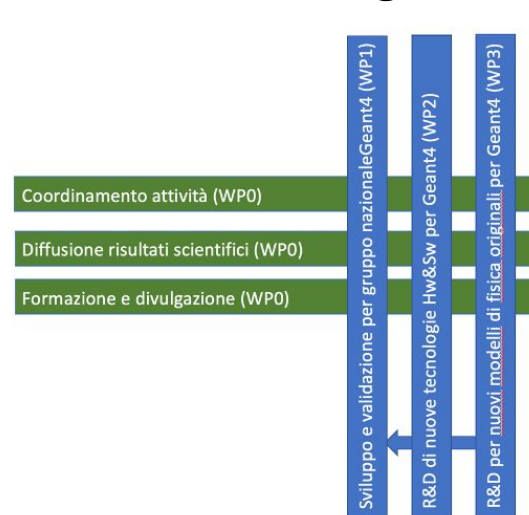 Coordinamento attività (WP0)
Diffusione risultati scientifici (WP0)
Formazione e divulgazione (WP0)
Sviluppo e validazione per gruppo nazionaleGeant4 (WP1)
R&D di nuove tecnologie Hw&Sw per Geant4 (WP2)
R&D per nuovi modelli di fisica originali per Geant4 (WP3)